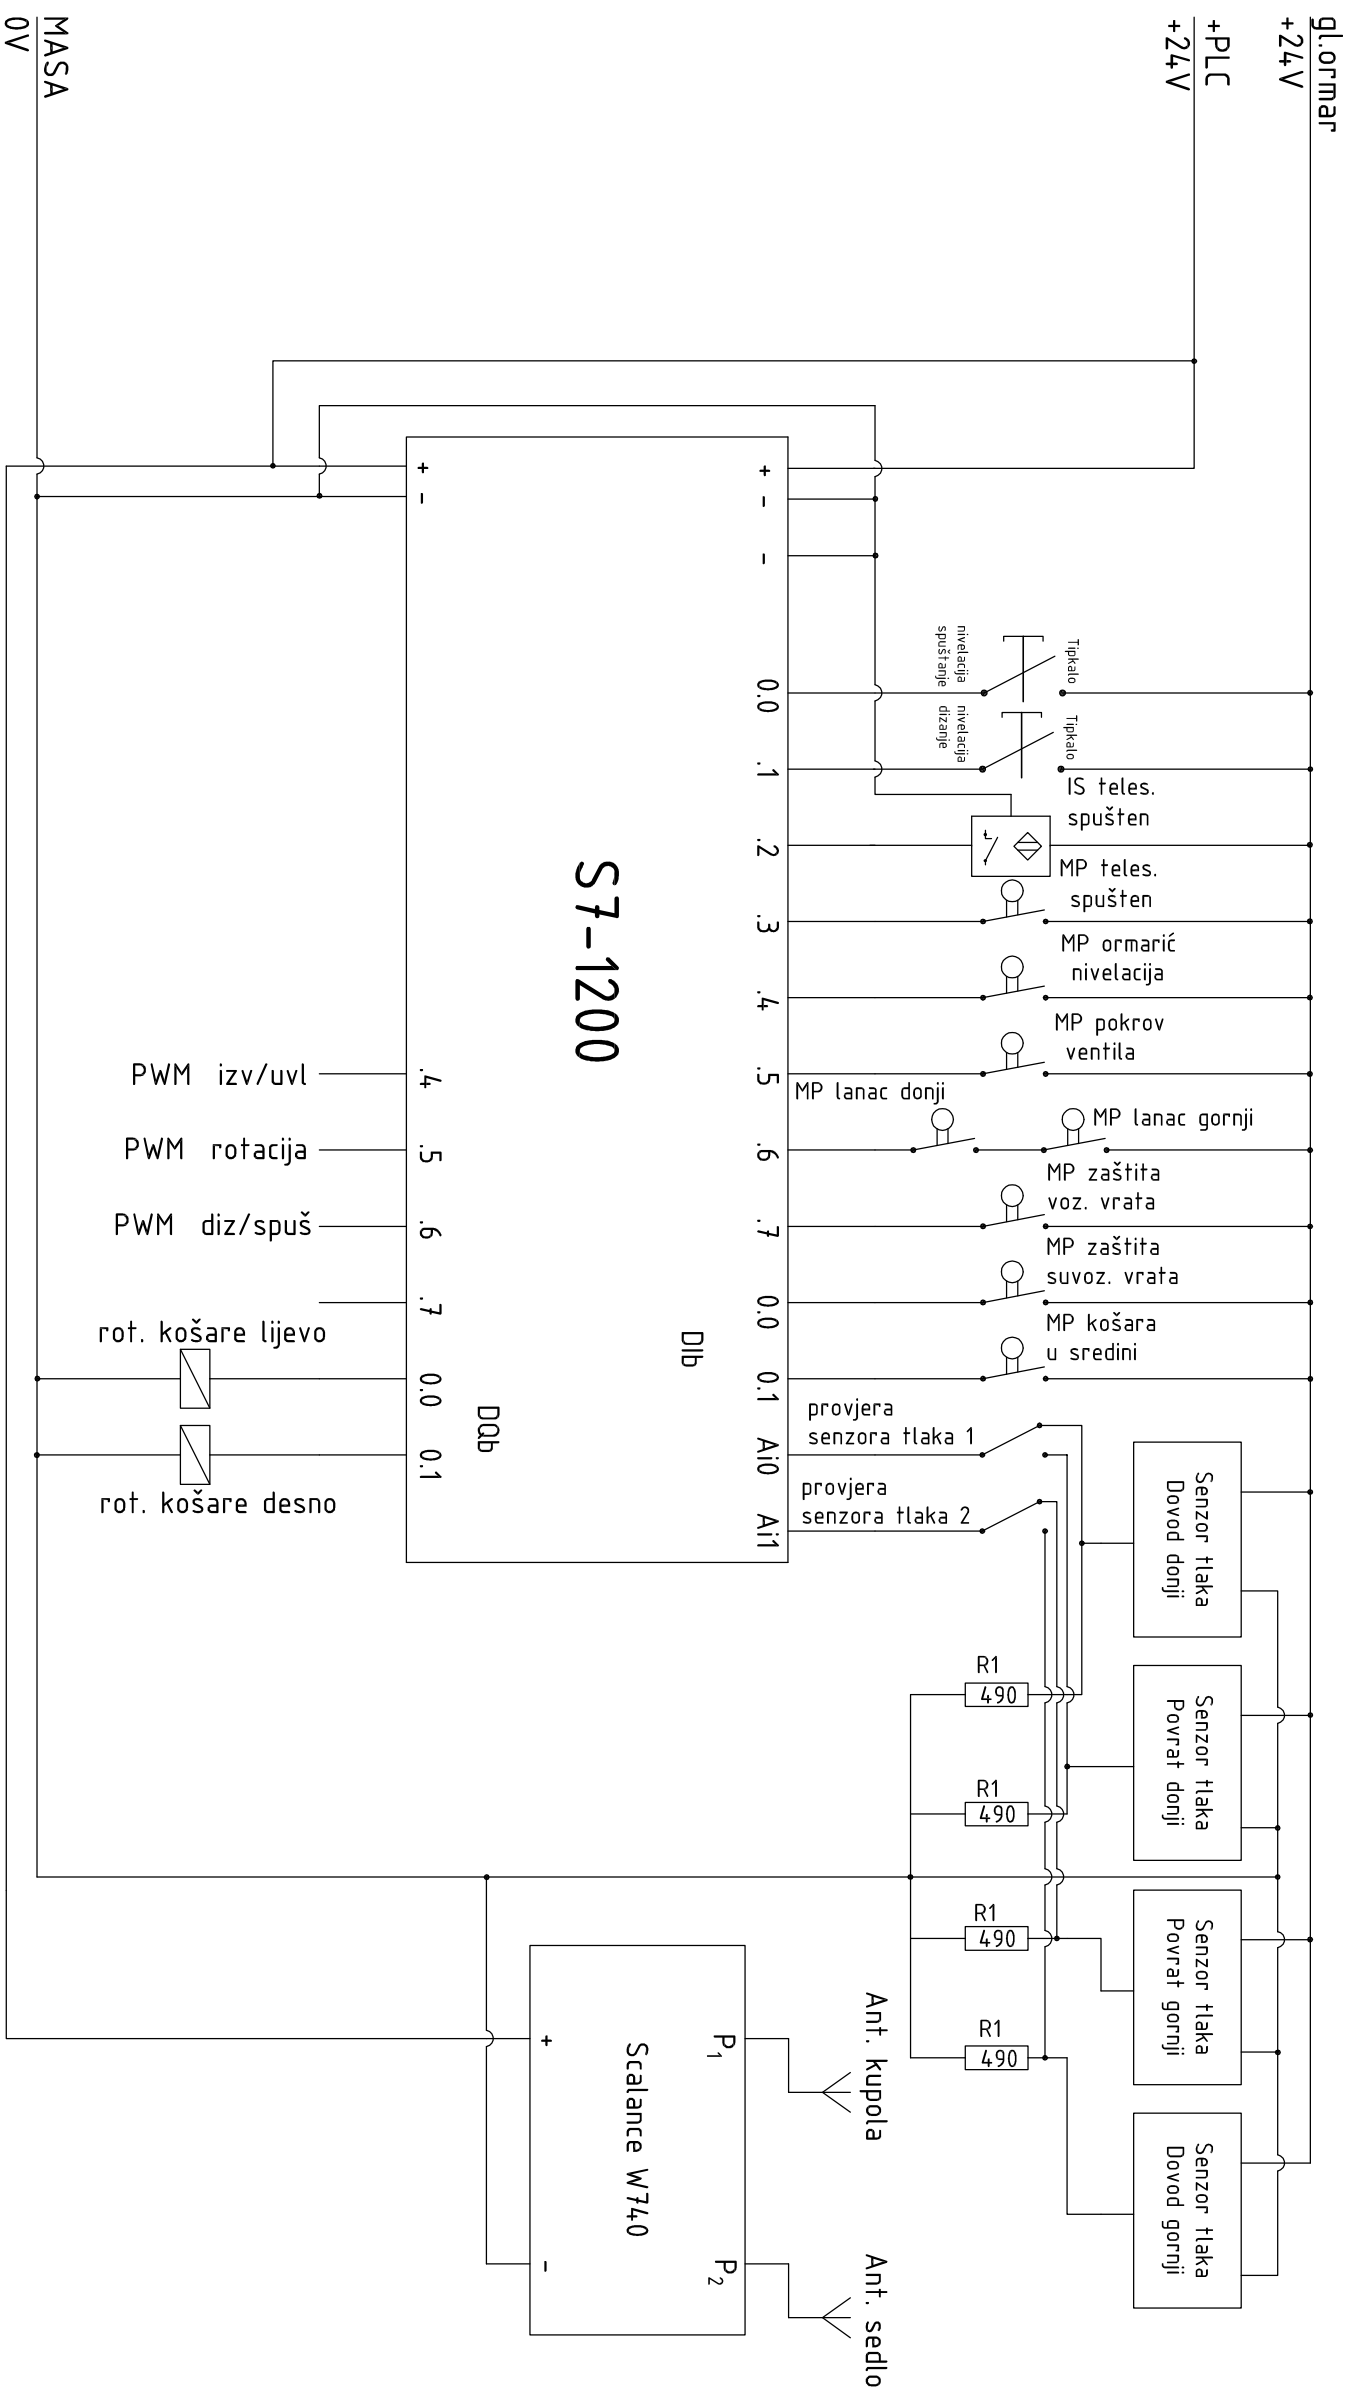 gl.ormar
+24V
+PLC
+24V
MASA
0V
+
-
-
0.0
.1
.2
.3
.4
.5
.6
.7
0.0
0.1
Ai0
Ai1
+
-
.4
.5
.6
.7
0.0
0.1
S7-1200
DIb
DQb
Tipkalo
nivelacija
spuštanje
Tipkalo
nivelacija
dizanje
IS teles.
spušten
MP teles.
spušten
MP ormarić
nivelacija
MP pokrov
ventila
MP lanac donji
MP lanac gornji
MP zaštita
voz. vrata
MP zaštita
suvoz. vrata
MP košara
u sredini
provjera
senzora tlaka 1
provjera
senzora tlaka 2
PWM izv/uvl
PWM rotacija
PWM diz/spuš
rot. košare lijevo
rot. košare desno
Senzor tlaka
Dovod donji
Senzor tlaka
Povrat donji
Senzor tlaka
Povrat gornji
Senzor tlaka
Dovod gornji
R1
490
R1
490
R1
490
R1
490
Ant. kupola
Ant. sedlo
P1
P2
Scalance W740
+
-